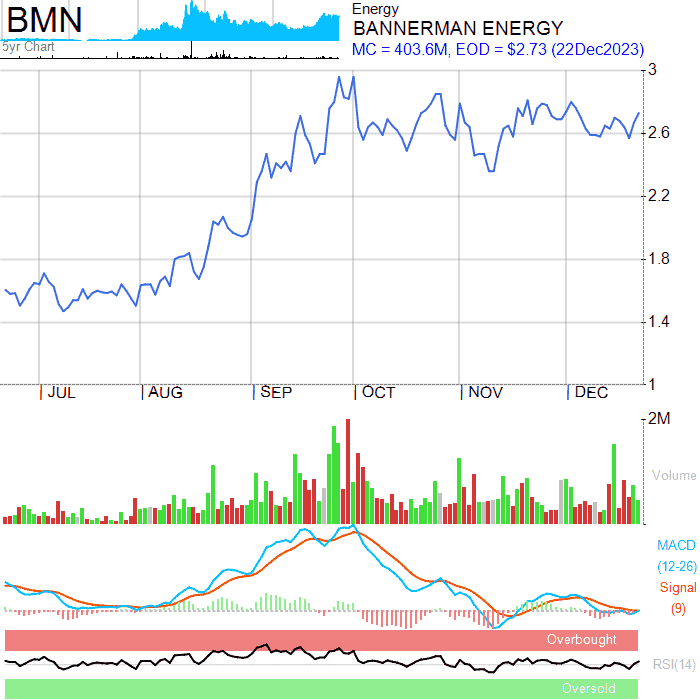 BMN
5yr Chart
Energy
BANNERMAN ENERGY
MC = 403.6M, EOD = $2.73 (22Dec2023)
3
2.6
2.2
1.8
1.4
1
JUL AUG SEP OCT NOV DEC
2M
Volume
MACD
(12-26)
Signal
(9)
Overbought
RSI(14)
Oversold